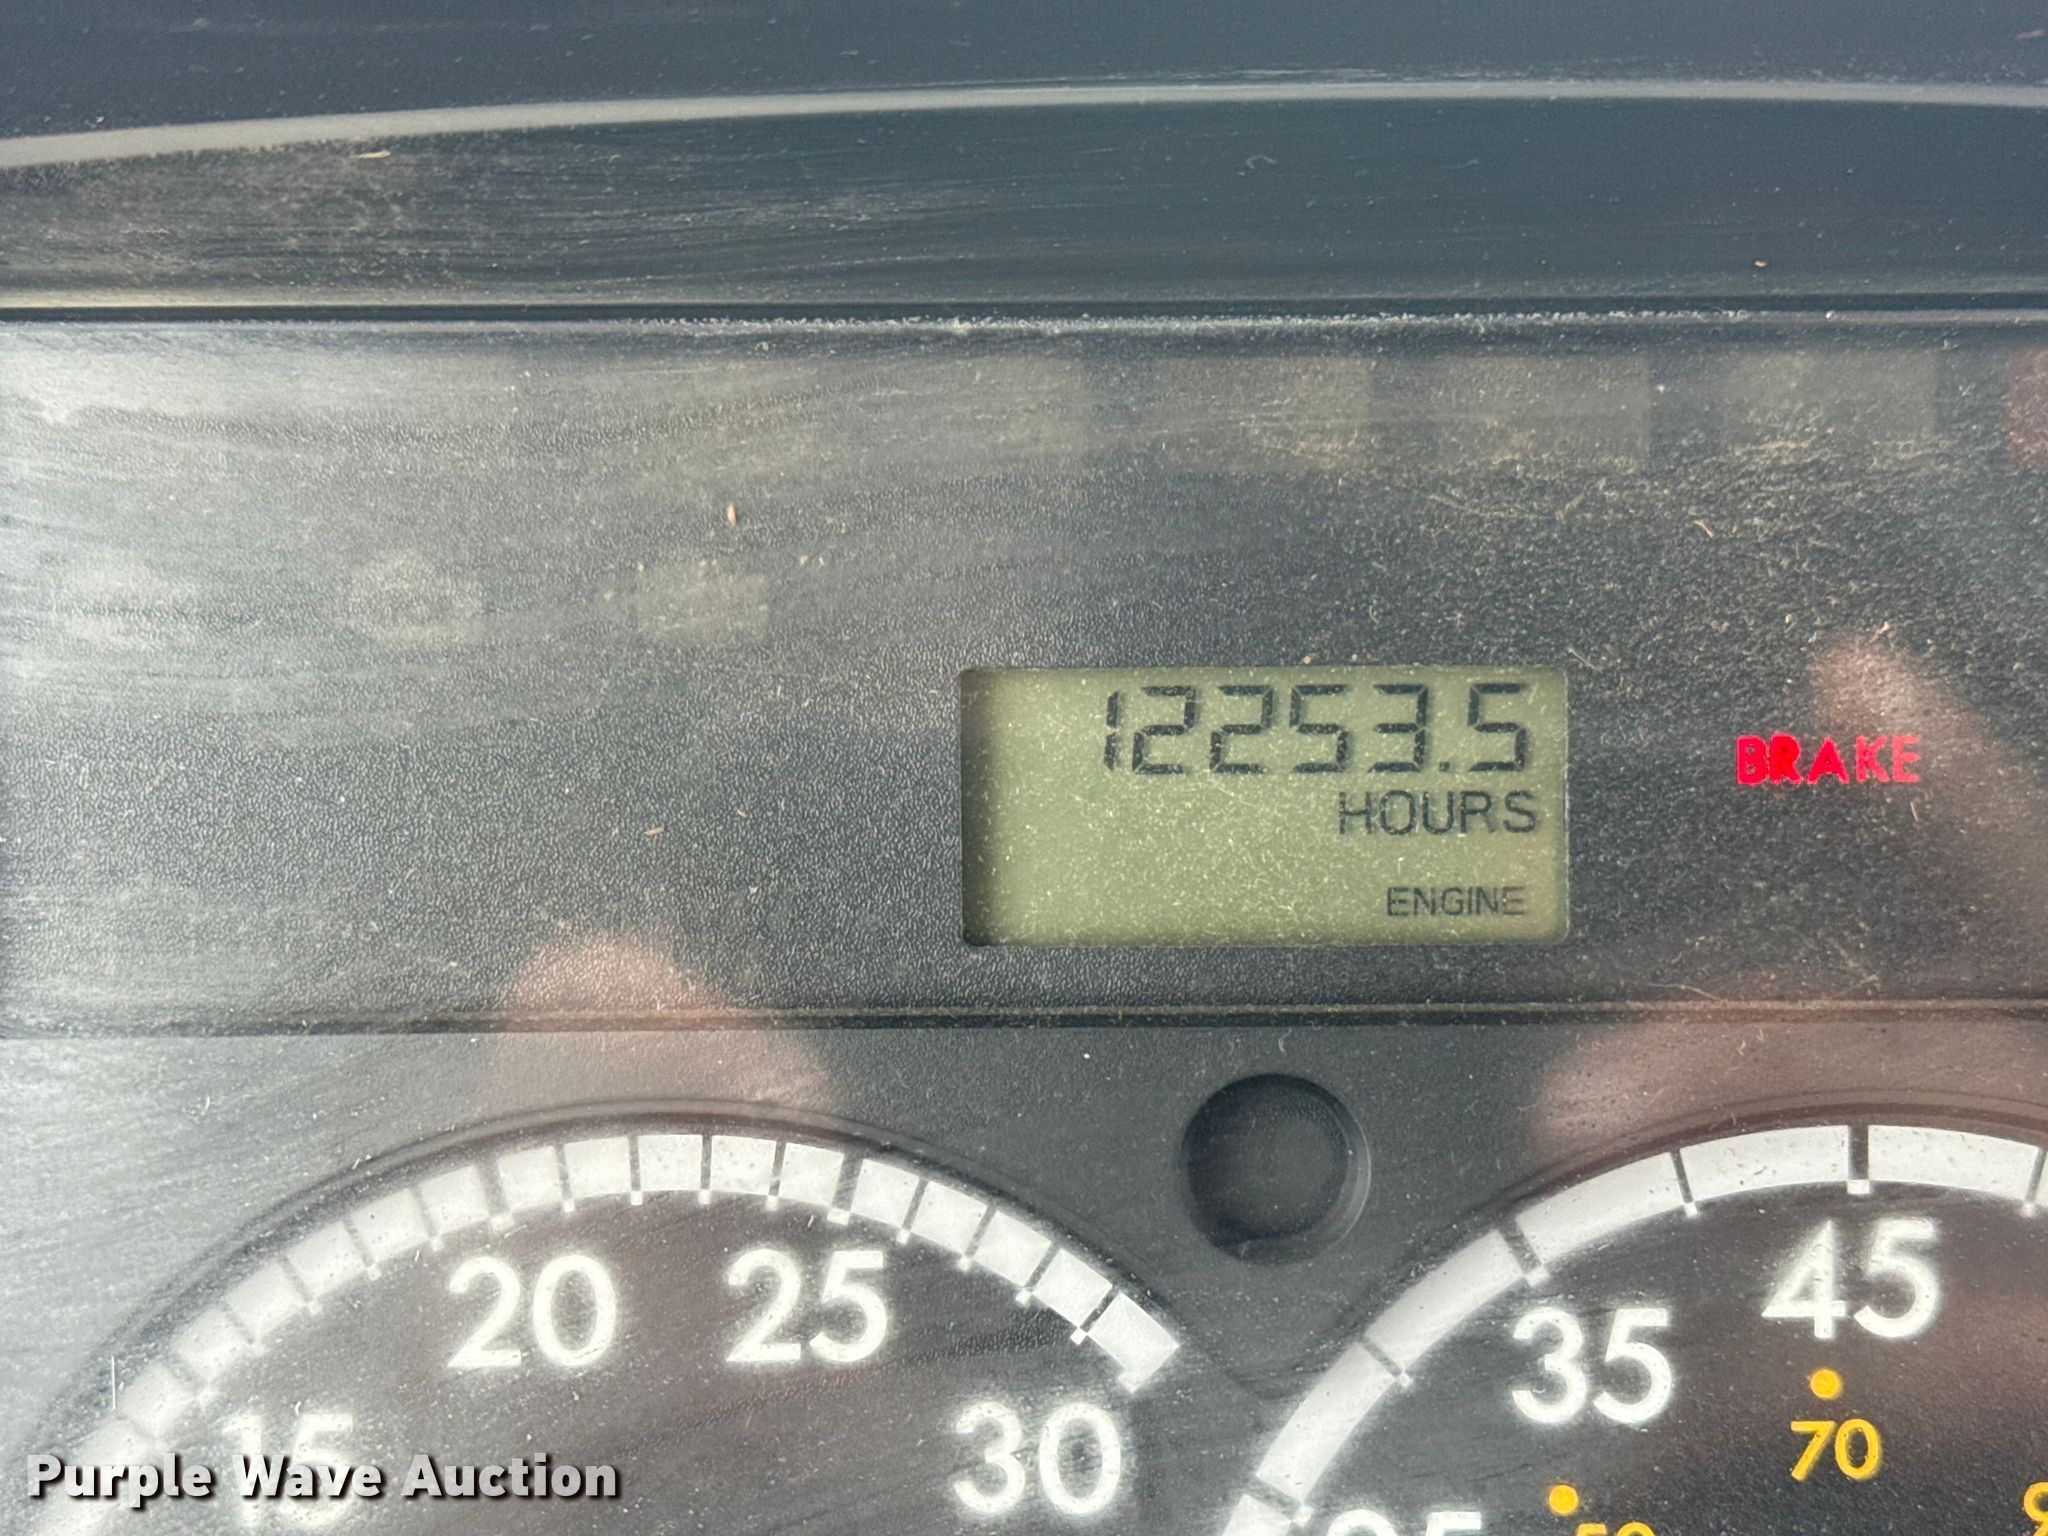 12253.5
HOURS
ENGINE
BRAKE
15
20
25
30
35
45
70
Purple Wave Auction